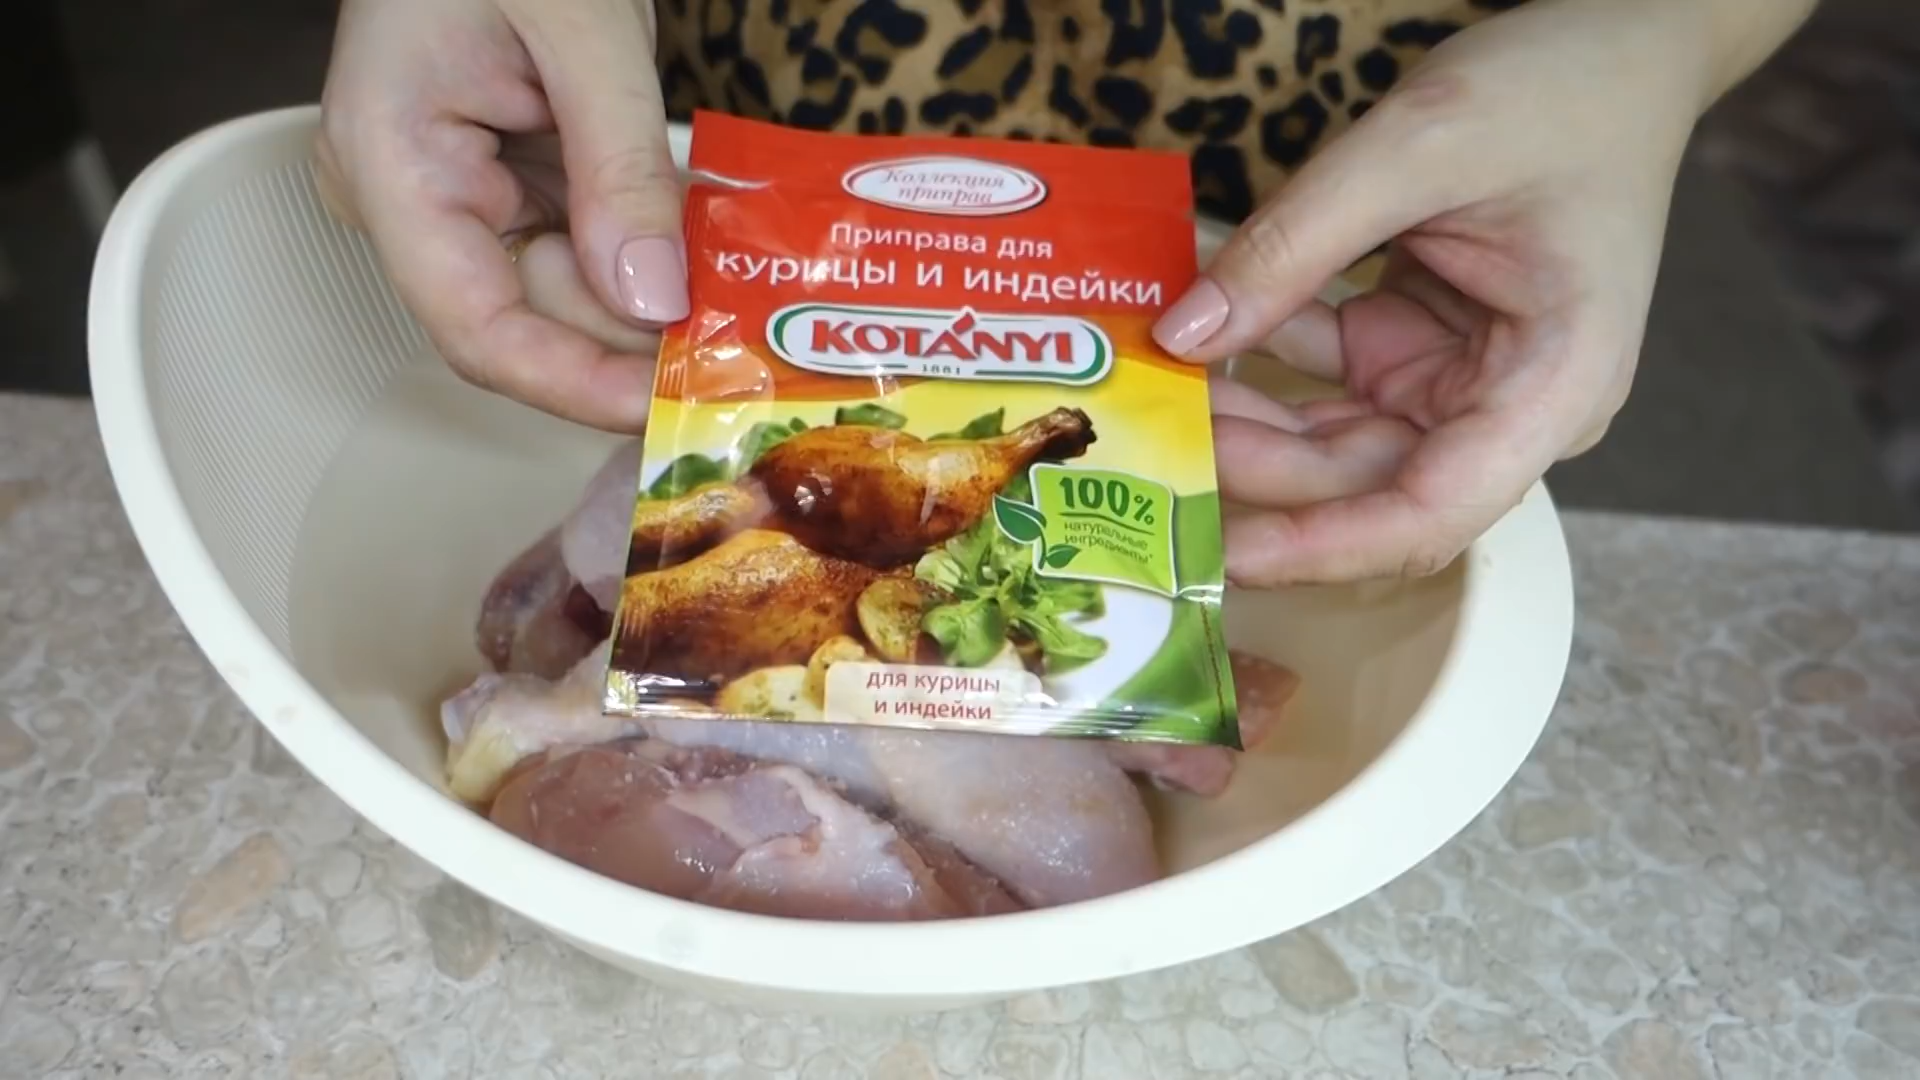 Коллекция
приправ
Приправа для
курицы и индейки
KOTÁNYI
1881
100%
натуральные
ингредиенты*
для курицы
и индейки